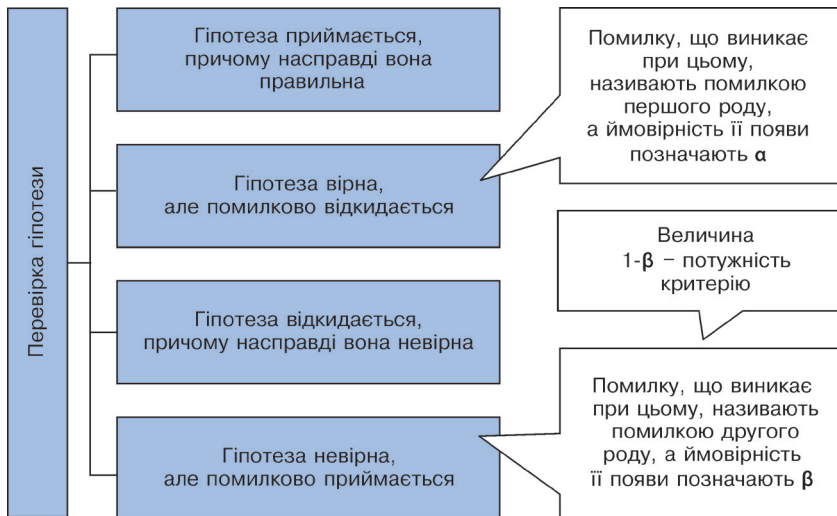 Перевірка гіпотези
Гіпотеза приймається,
причому насправді вона
правильна
Гіпотеза вірна,
але помилково відкидається
Гіпотеза відкидається,
причому насправді вона невірна
Гіпотеза невірна,
але помилково приймається
Помилку, що виникає
при цьому,
називають помилкою
першого роду,
а ймовірність її появи
позначають α
Величина
1-β – потужність
критерію
Помилку, що виникає
при цьому, називають
помилкою другого
роду, а ймовірність
її появи позначають β